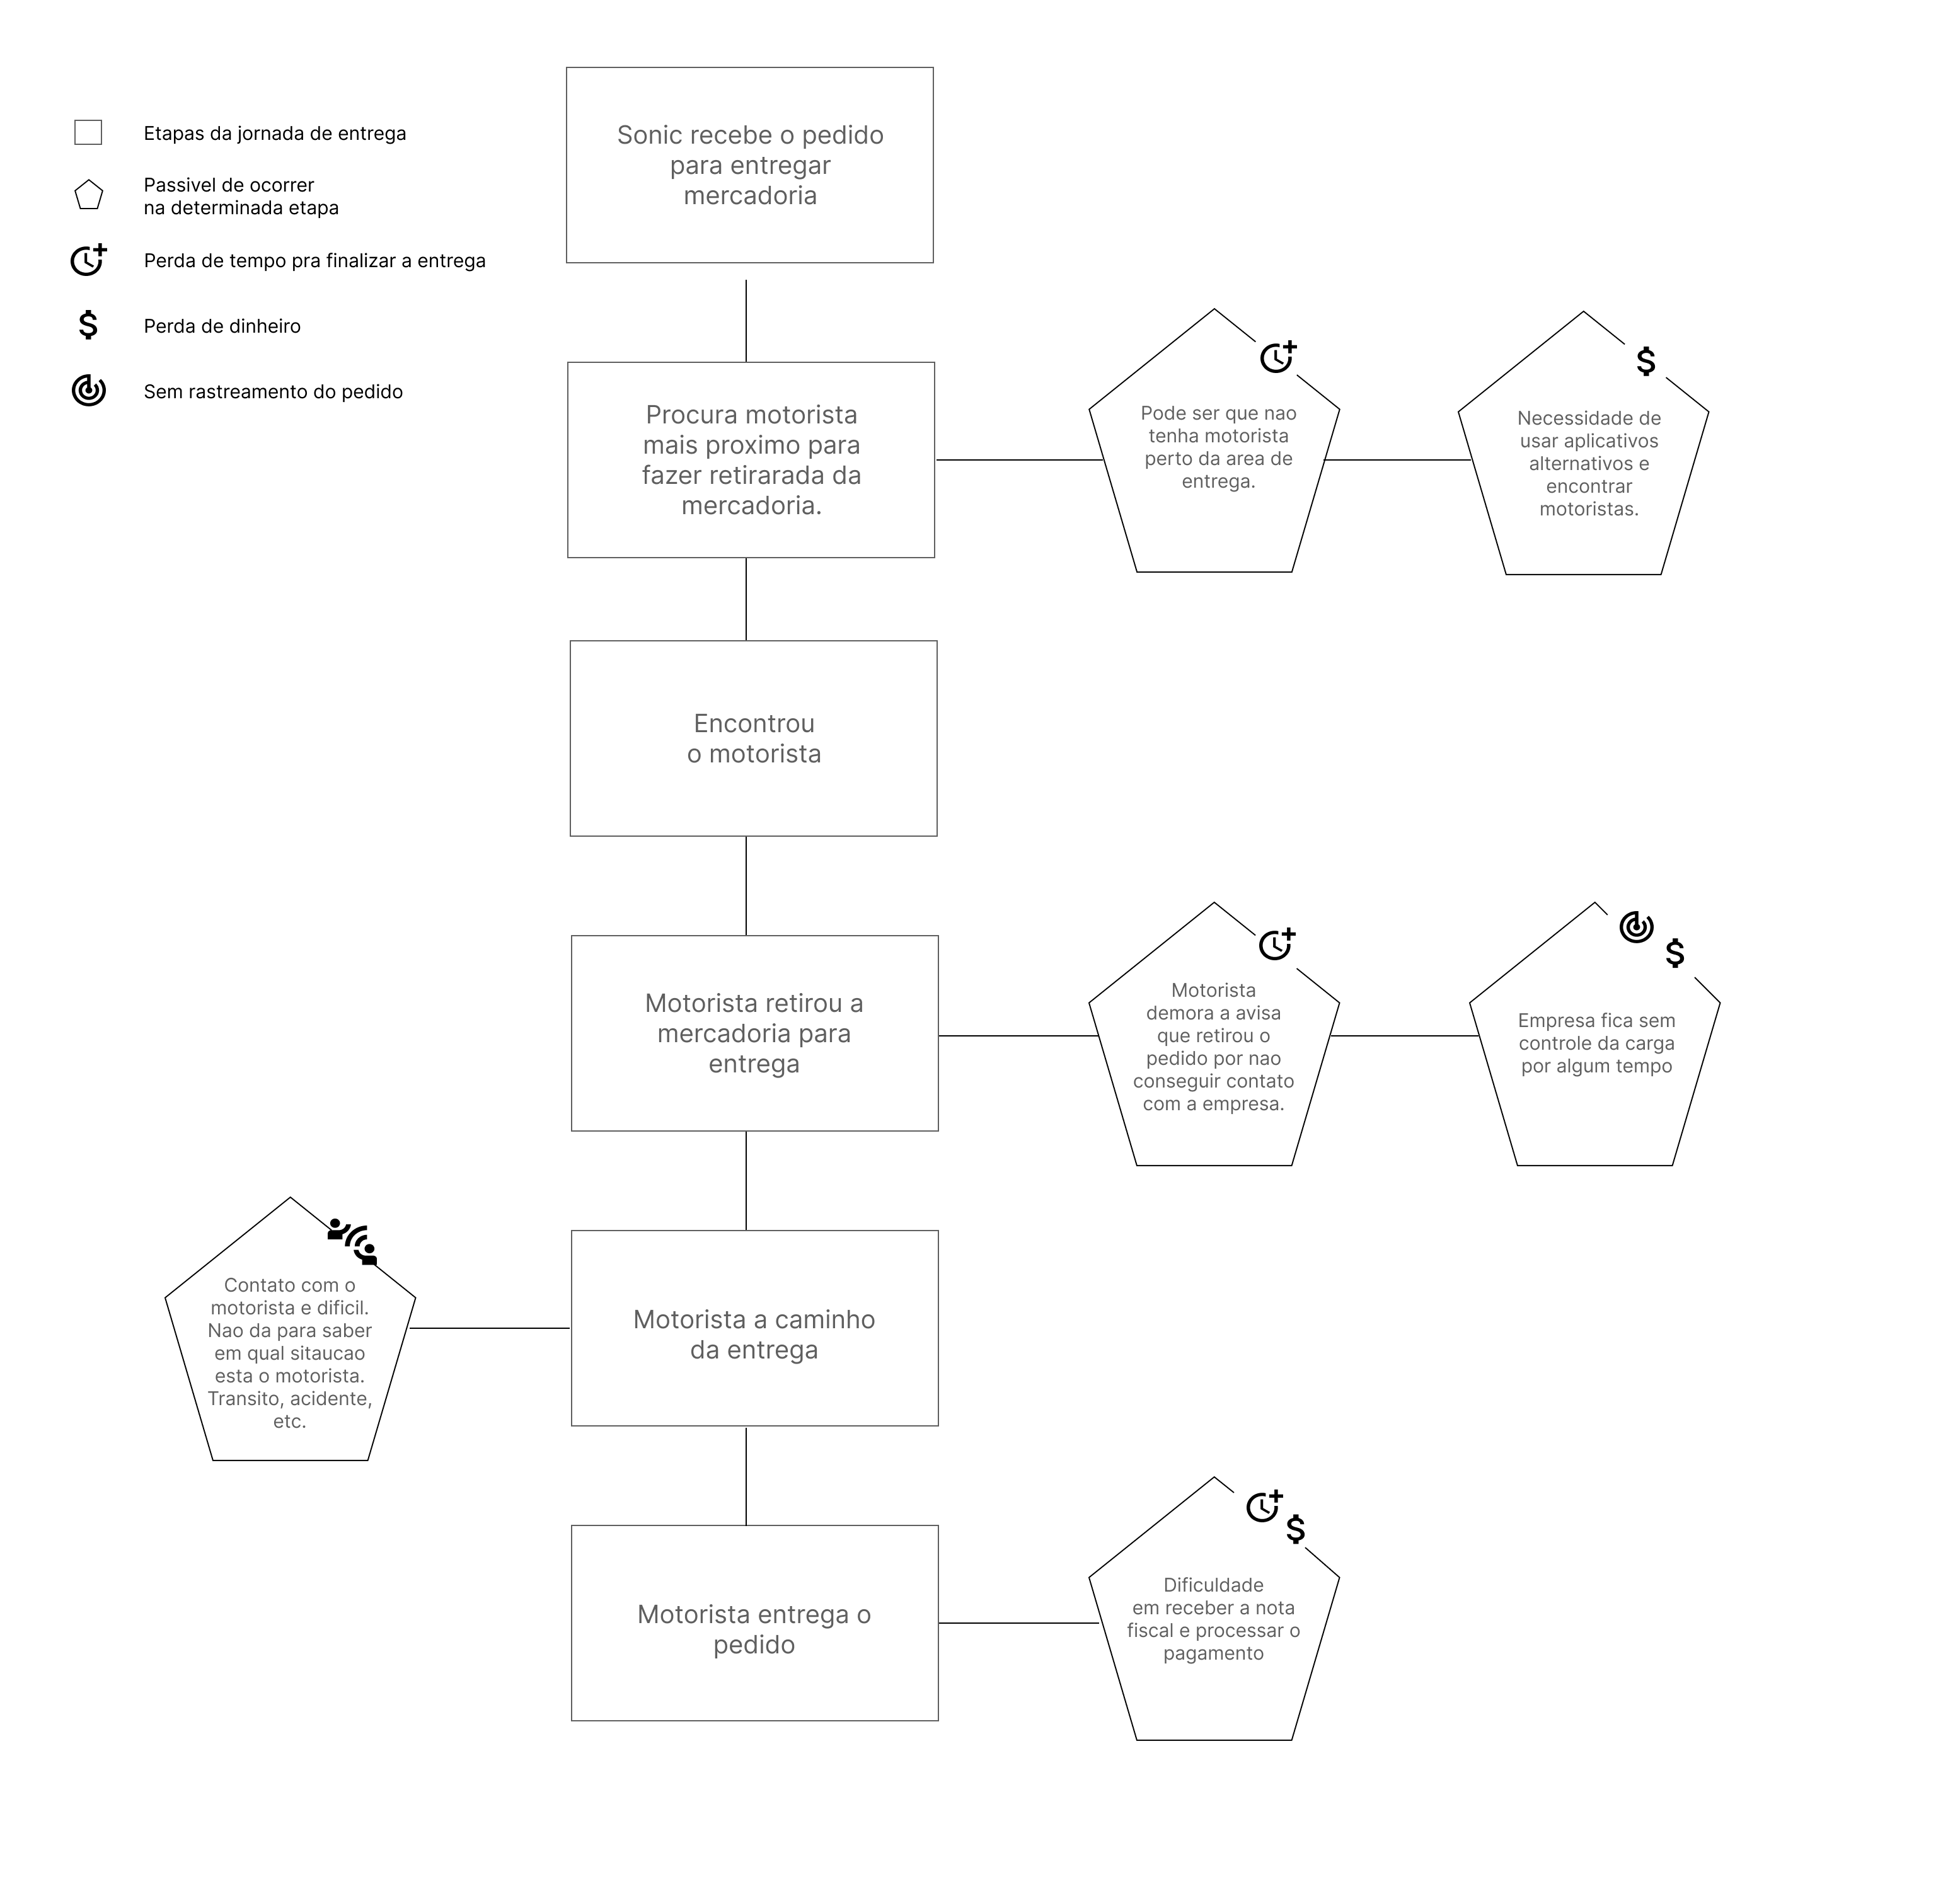 Etapas da jornada de entrega
Passivel de ocorrer
na determinada etapa
Perda de tempo pra finalizar a entrega
$
Perda de dinheiro
Sem rastreamento do pedido
Sonic recebe o pedido
para entregar
mercadoria
Procura motorista
mais proximo para
fazer retirarada da
mercadoria.
Pode ser que nao
tenha motorista
perto da area de
entrega.
$
Necessidade de
usar aplicativos
alternativos e
encontrar
motoristas.
Encontrou
o motorista
Motorista retirou a
mercadoria para
entrega
Motorista
demora a avisa
que retirou o
pedido por nao
conseguir contato
com a empresa.
$
Empresa fica sem
controle da carga
por algum tempo
Contato com o
motorista e dificil.
Nao da para saber
em qual sitaucao
esta o motorista.
Transito, acidente,
etc.
Motorista a caminho
da entrega
Motorista entrega o
pedido
$
Dificuldade
em receber a nota
fiscal e processar o
pagamento